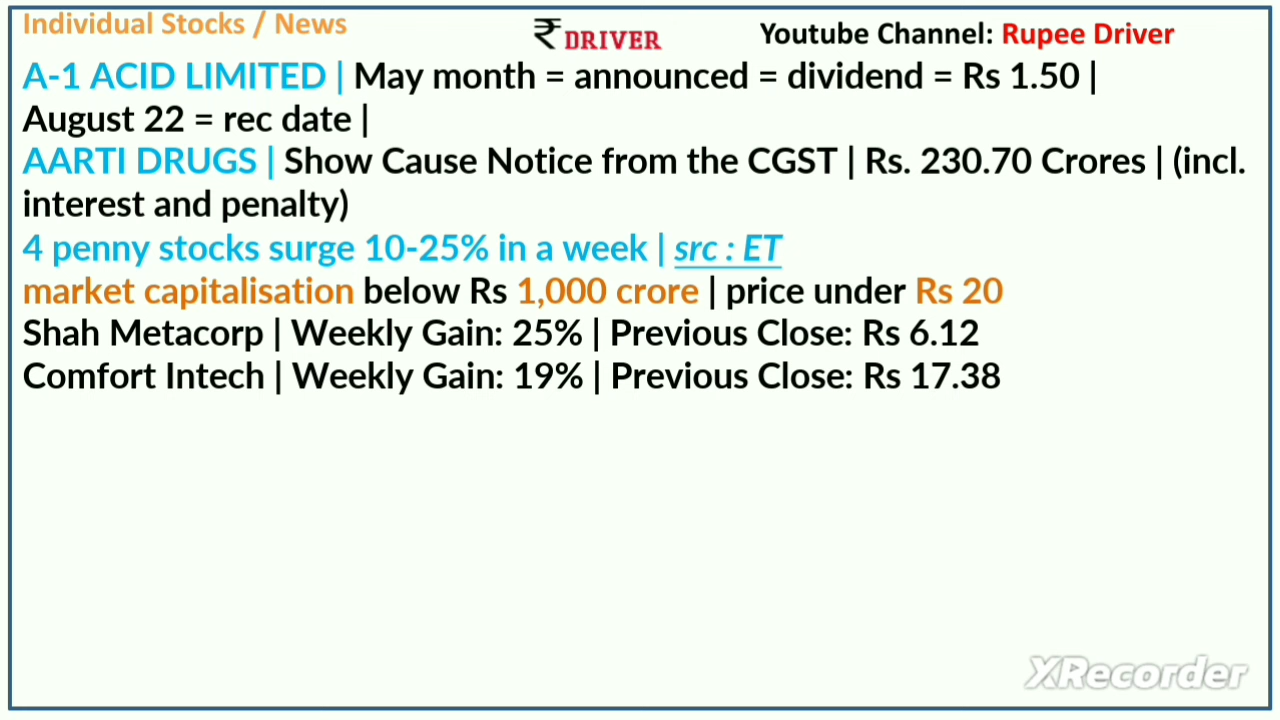 Individual Stocks / News
₹ DRIVER
Youtube Channel: Rupee Driver
A-1 ACID LIMITED | May month = announced = dividend = Rs 1.50 |
August 22 = rec date |
AARTI DRUGS | Show Cause Notice from the CGST | Rs. 230.70 Crores | (incl.
interest and penalty)
4 penny stocks surge 10-25% in a week | src : ET
market capitalisation below Rs 1,000 crore | price under Rs 20
Shah Metacorp | Weekly Gain: 25% | Previous Close: Rs 6.12
Comfort Intech | Weekly Gain: 19% | Previous Close: Rs 17.38
XRecorder